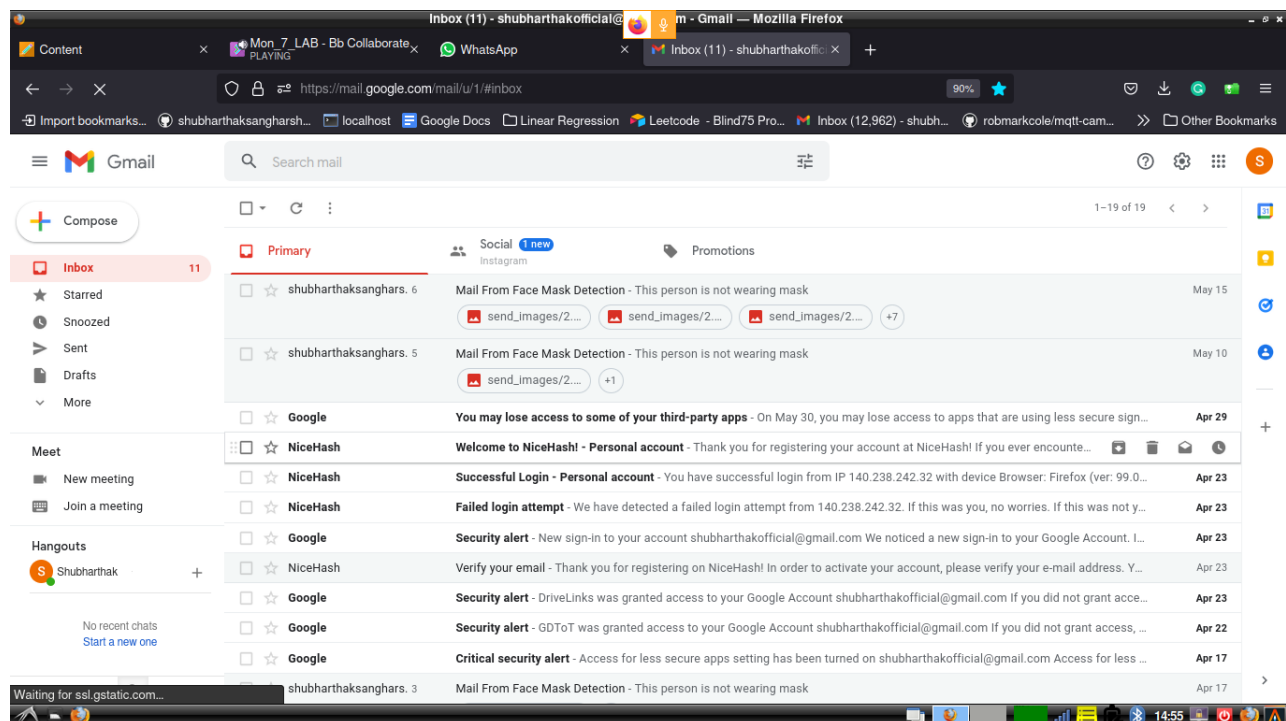 Inbox (11) - shubharthakofficial@ m - Gmail — Mozilla Firefox
Content
Mon_7_LAB - Bb Collaborate
PLAYING
WhatsApp
Inbox (11) - shubharthakoffici
https://mail.google.com/mail/u/1/#inbox
90%
Import bookmarks... shubharthaksangharsh... localhost Google Docs Linear Regression Leetcode - Blind75 Pro... Inbox (12,962) - shubh... robmarkcole/mqtt-cam... Other Bookmarks
Gmail
Search mail
S
Compose
1–19 of 19
31
Primary
Social 1 new
Instagram
Promotions
Inbox 11
Starred
Snoozed
Sent
Drafts
More
shubharthaksanghars. 6 Mail From Face Mask Detection - This person is not wearing mask May 15
send_images/2.... send_images/2.... send_images/2.... +7
shubharthaksanghars. 5 Mail From Face Mask Detection - This person is not wearing mask May 10
send_images/2.... +1
Google You may lose access to some of your third-party apps - On May 30, you may lose access to apps that are using less secure sign... Apr 29
NiceHash Welcome to NiceHash! - Personal account - Thank you for registering your account at NiceHash! If you ever encounte...
NiceHash Successful Login - Personal account - You have successful login from IP 140.238.242.32 with device Browser: Firefox (ver: 99.0... Apr 23
NiceHash Failed login attempt - We have detected a failed login attempt from 140.238.242.32. If this was you, no worries. If this was not y... Apr 23
Google Security alert - New sign-in to your account shubharthakofficial@gmail.com We noticed a new sign-in to your Google Account. I... Apr 23
NiceHash Verify your email - Thank you for registering on NiceHash! In order to activate your account, please verify your e-mail address. Y... Apr 23
Google Security alert - DriveLinks was granted access to your Google Account shubharthakofficial@gmail.com If you did not grant acce... Apr 23
Google Security alert - GDToT was granted access to your Google Account shubharthakofficial@gmail.com If you did not grant access, ... Apr 22
Google Critical security alert - Access for less secure apps setting has been turned on shubharthakofficial@gmail.com Access for less ... Apr 17
shubharthaksanghars. 3 Mail From Face Mask Detection - This person is not wearing mask Apr 17
Meet
New meeting
Join a meeting
Hangouts
S Shubharthak
No recent chats
Start a new one
Waiting for ssl.gstatic.com...
14:55